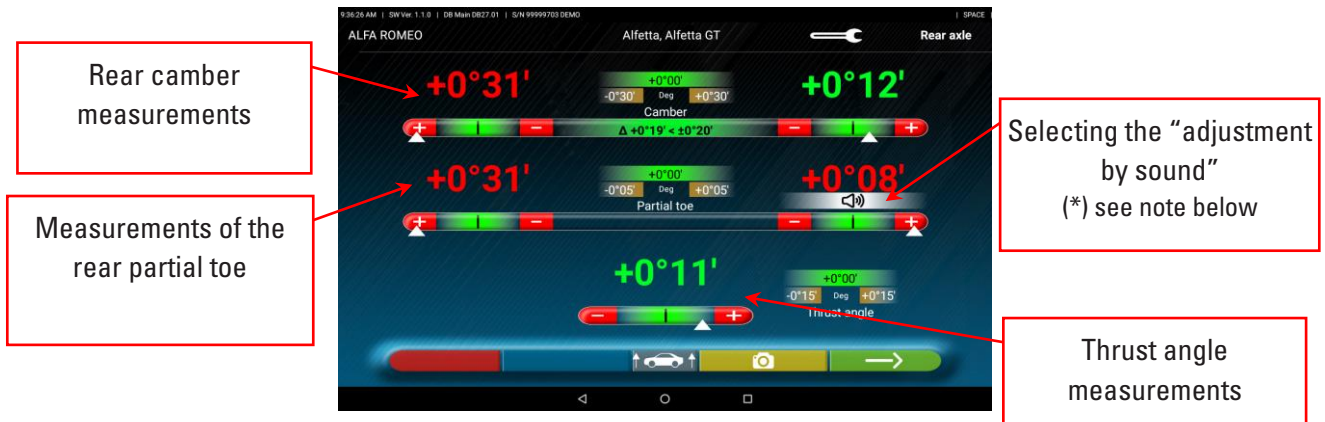 9:36:26 AM | SW Ver. 1.1.0 | DB Main DB27.01 | S/N 99999703 DEMO | SPACE |
ALFA ROMEO Alfetta, Alfetta GT Rear axle
Rear camber
measurements
+0°31' +0°00' +0°12'
-0°30' Deg +0°30'
Camber
+ - Δ +0°19' < ±0°20' - +
Selecting the “adjustment
by sound”
(*) see note below
Measurements of the
rear partial toe
+0°31' +0°00' +0°08'
-0°05' Deg +0°05'
Partial toe
+ - - +
+0°11' +0°00'
-0°15' Deg +0°15'
Thrust angle
- +
Thrust angle
measurements